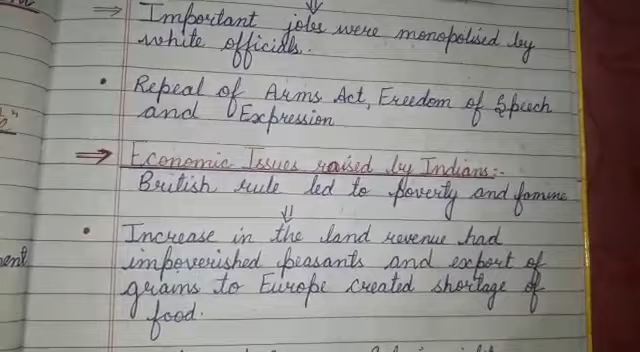 ⇒ Important jobs were monopolised by
white officials.
• Repeal of Arms Act, Freedom of Speech
and Expression
⇒ Economic Issues raised by Indians:-
British rule led to poverty and famine
⇓
• Increase in the land revenue had
impoverished peasants and export of
grains to Europe created shortage of
food.